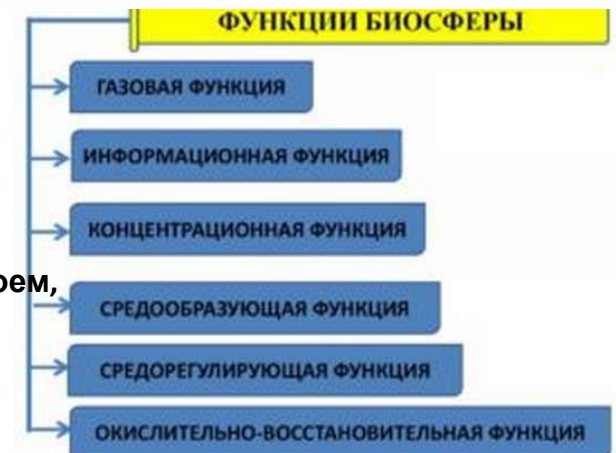 ФУНКЦИИ БИОСФЕРЫ
ГАЗОВАЯ ФУНКЦИЯ
ИНФОРМАЦИОННАЯ ФУНКЦИЯ
КОНЦЕНТРАЦИОННАЯ ФУНКЦИЯ
СРЕДООБРАЗУЮЩАЯ ФУНКЦИЯ
СРЕДОРЕГУЛИРУЮЩАЯ ФУНКЦИЯ
ОКИСЛИТЕЛЬНО-ВОССТАНОВИТЕЛЬНАЯ ФУНКЦИЯ